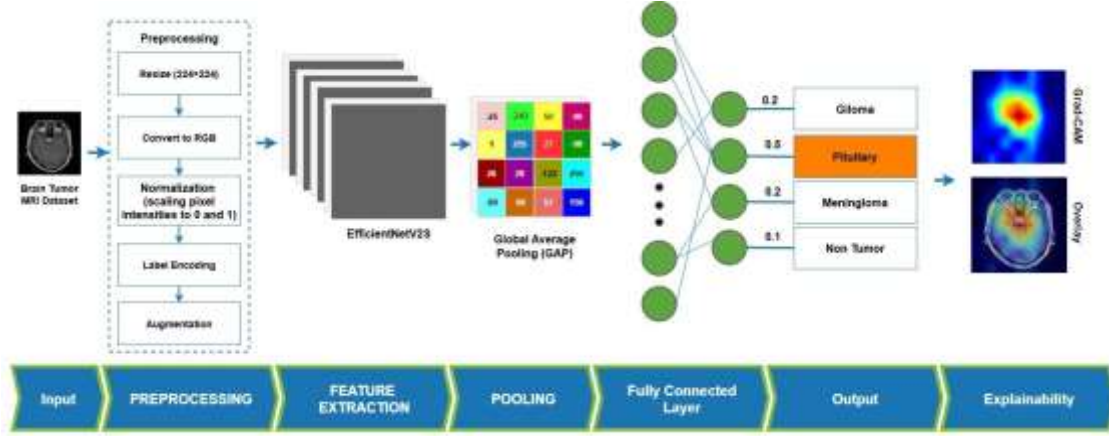 Preprocessing
Resize (224*224)
Convert to RGB
Normalization
(scaling pixel
intensities to 0 and 1)
Label Encoding
Augmentation
Brain Tumor
MRI Dataset
EfficientNetV2S
Global Average
Pooling (GAP)
0.2
0.5
0.2
0.1
Glioma
Pituitary
Meningioma
Non Tumor
Grad-CAM
Overlay
Input
PREPROCESSING
FEATURE
EXTRACTION
POOLING
Fully Connected
Layer
Output
Explainability